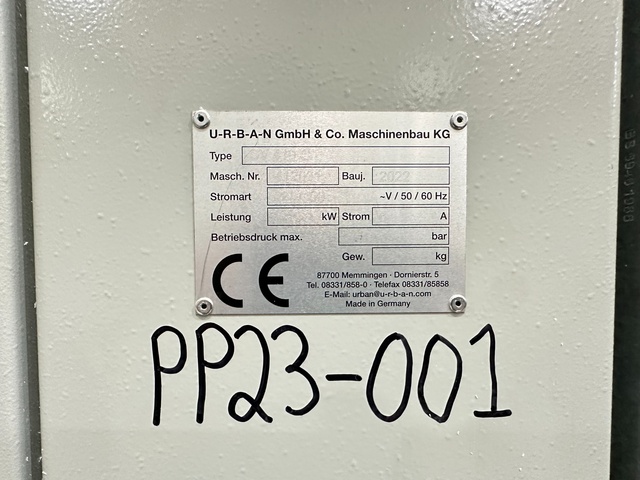 U-R-B-A-N GmbH & Co. Maschinenbau KG
Type
Masch. Nr. Bauj. 2022
Stromart ~V / 50 / 60 Hz
Leistung kW Strom A
Betriebsdruck max. bar
Gew. kg
CE
87700 Memmingen · Dornierstr. 5
Tel. 08331/858-0 · Telefax 08331/85858
E-Mail: urban@u-r-b-a-n.com
Made in Germany
PP23-001